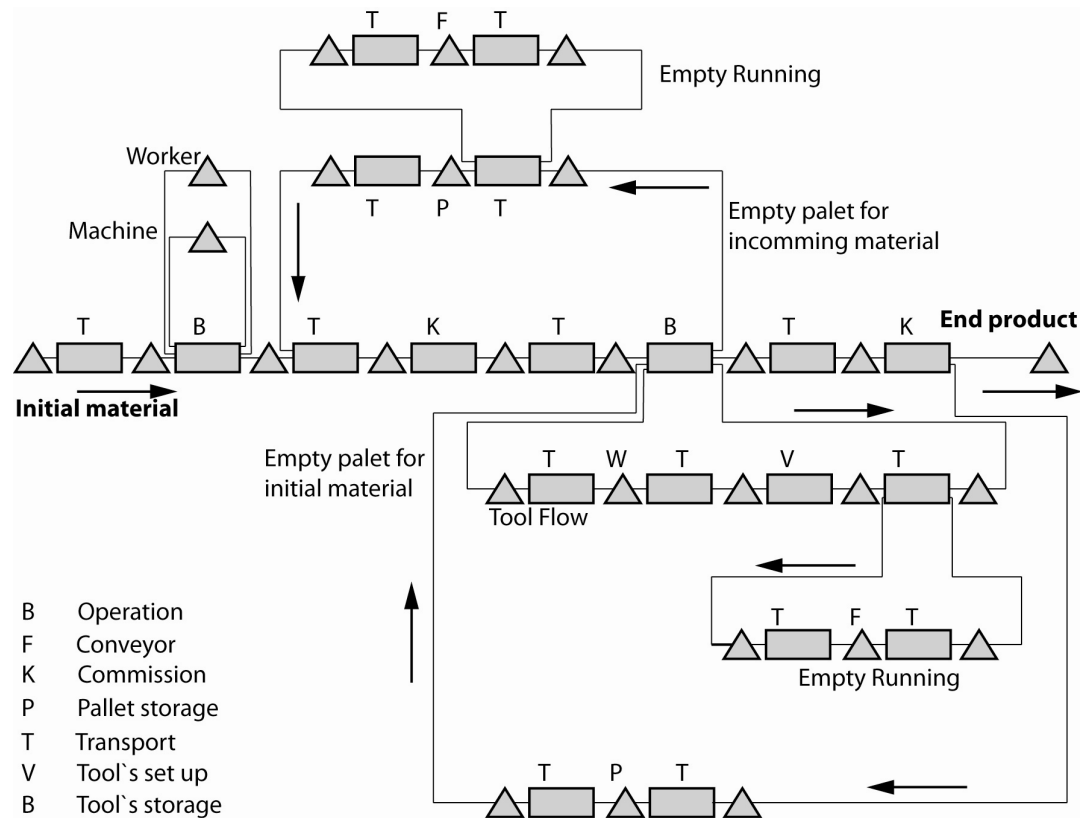 T F T
Empty Running
Worker
T P T
Machine
Empty palet for
incomming material
T B T K T B T K
End product
Initial material
Empty palet for
initial material
T W T V T
Tool Flow
T F T
Empty Running
B Operation
F Conveyor
K Commission
P Pallet storage
T Transport
V Tool`s set up
B Tool`s storage
T P T